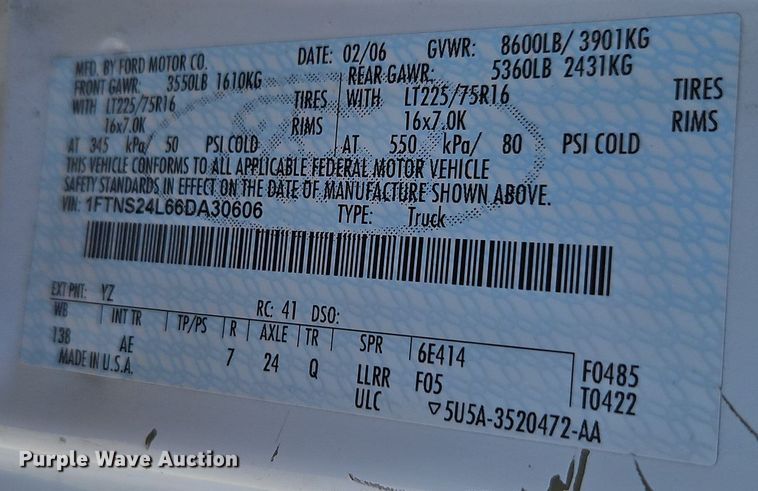 MFD. BY FORD MOTOR CO. DATE: 02/06 GVWR: 8600LB/ 3901KG
FRONT GAWR: 3550LB 1610KG REAR GAWR: 5360LB 2431KG
WITH LT225/75R16 TIRES WITH LT225/75R16 TIRES
16x7.0K RIMS 16x7.0K RIMS
AT 345 kPa/ 50 PSI COLD AT 550 kPa/ 80 PSI COLD
THIS VEHICLE CONFORMS TO ALL APPLICABLE FEDERAL MOTOR VEHICLE
SAFETY STANDARDS IN EFFECT ON THE DATE OF MANUFACTURE SHOWN ABOVE.
VIN: 1FTNS24L66DA30606 TYPE: Truck
EXT PNT: YZ RC: 41 DSO:
WB INT TR TP/PS R AXLE TR SPR 6E414 F0485
138 AE 7 24 Q LLRR F05 T0422
MADE IN U.S.A. ULC ▽5U5A-3520472-AA
Purple Wave Auction